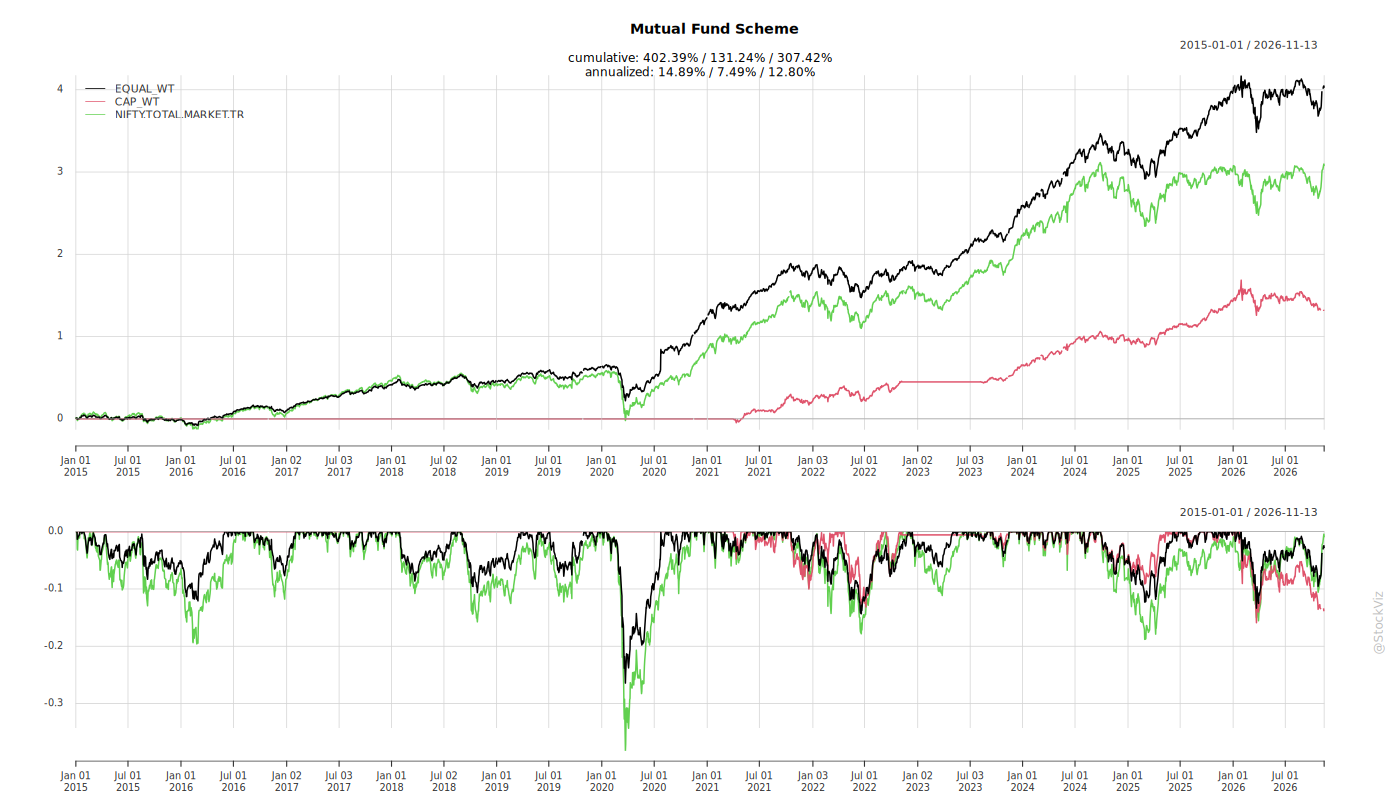 Mutual Fund Scheme
2015-01-01 / 2026-11-13
cumulative: 402.39% / 131.24% / 307.42%
annualized: 14.89% / 7.49% / 12.80%
EQUAL_WT
CAP_WT
NIFTY.TOTAL.MARKET.TR
4
3
2
1
0
Jan 01 Jul 01 Jan 01 Jul 01 Jan 02 Jul 03 Jan 01 Jul 02 Jan 01 Jul 01 Jan 01 Jul 01 Jan 01 Jul 01 Jan 03 Jul 01 Jan 02 Jul 03 Jan 01 Jul 01 Jan 01 Jul 01 Jan 01 Jul 01
2015 2015 2016 2016 2017 2017 2018 2018 2019 2019 2020 2020 2021 2021 2022 2022 2023 2023 2024 2024 2025 2025 2026 2026
2015-01-01 / 2026-11-13
0.0
-0.1
-0.2
-0.3
Jan 01 Jul 01 Jan 01 Jul 01 Jan 02 Jul 03 Jan 01 Jul 02 Jan 01 Jul 01 Jan 01 Jul 01 Jan 01 Jul 01 Jan 03 Jul 01 Jan 02 Jul 03 Jan 01 Jul 01 Jan 01 Jul 01 Jan 01 Jul 01
2015 2015 2016 2016 2017 2017 2018 2018 2019 2019 2020 2020 2021 2021 2022 2022 2023 2023 2024 2024 2025 2025 2026 2026
@StockViz